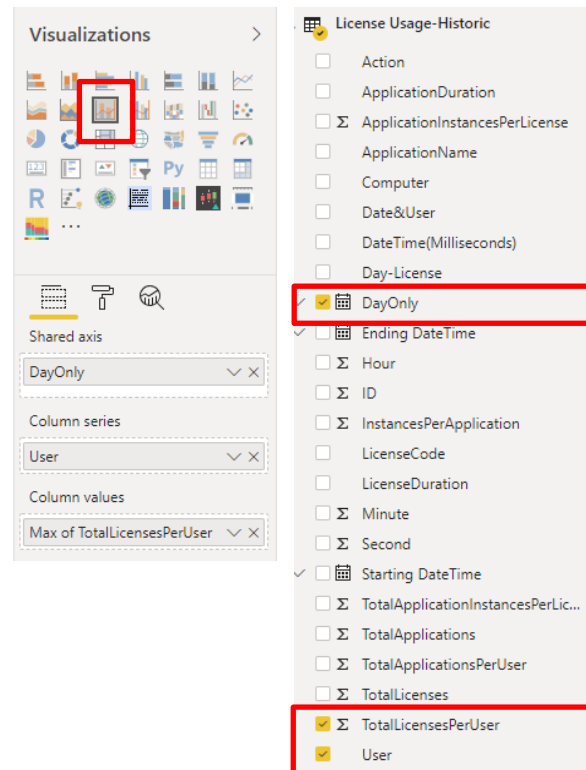 Visualizations
123
Py
R
...
Shared axis
DayOnly
Column series
User
Column values
Max of TotalLicensesPerUser
License Usage-Historic
Action
ApplicationDuration
Σ ApplicationInstancesPerLicense
ApplicationName
Computer
Date&User
DateTime(Milliseconds)
Day-License
DayOnly
Ending DateTime
Σ Hour
Σ ID
Σ InstancesPerApplication
LicenseCode
LicenseDuration
Σ Minute
Σ Second
Starting DateTime
Σ TotalApplicationInstancesPerLic...
Σ TotalApplications
Σ TotalApplicationsPerUser
Σ TotalLicenses
Σ TotalLicensesPerUser
User